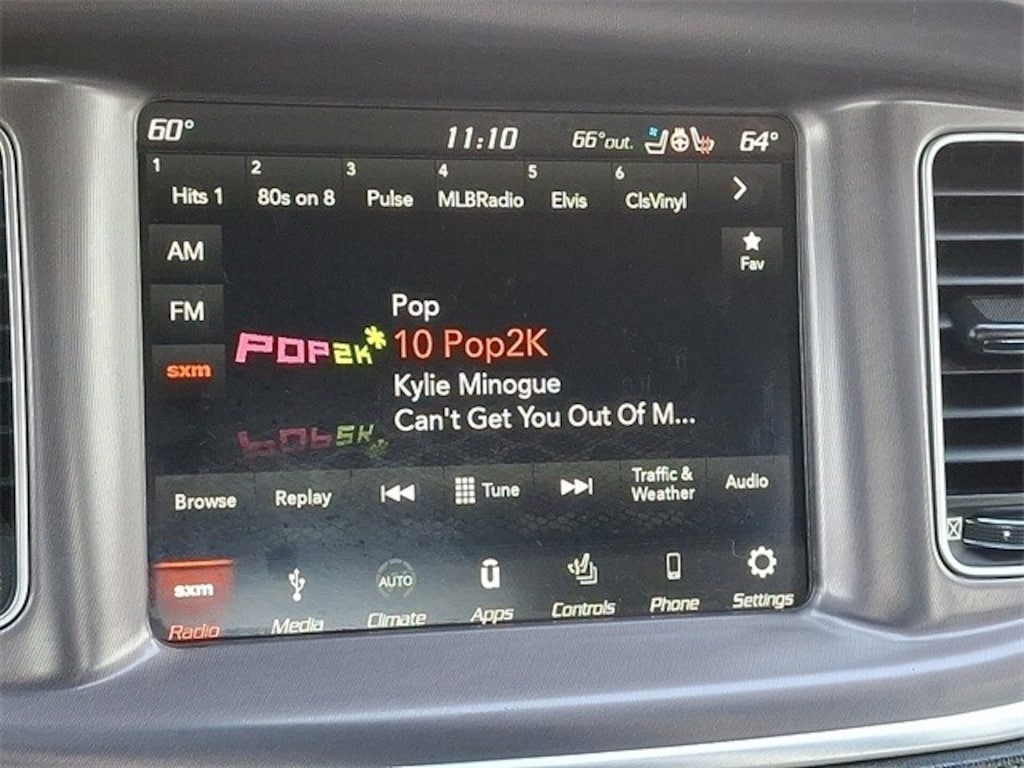 60° 11:10 66°out. 64°
1 2 3 4 5 6
Hits 1 80s on 8 Pulse MLBRadio Elvis ClsVinyl
AM
Fav
FM
Pop
POP2K 10 Pop2K
sxm
Kylie Minogue
Can't Get You Out Of M...
Browse Replay Tune Traffic & Weather Audio
sxm AUTO
Radio Media Climate Apps Controls Phone Settings